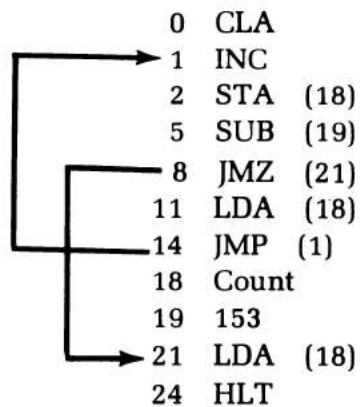 0 CLA
1 INC
2 STA (18)
5 SUB (19)
8 JMZ (21)
11 LDA (18)
14 JMP (1)
18 Count
19 153
21 LDA (18)
24 HLT